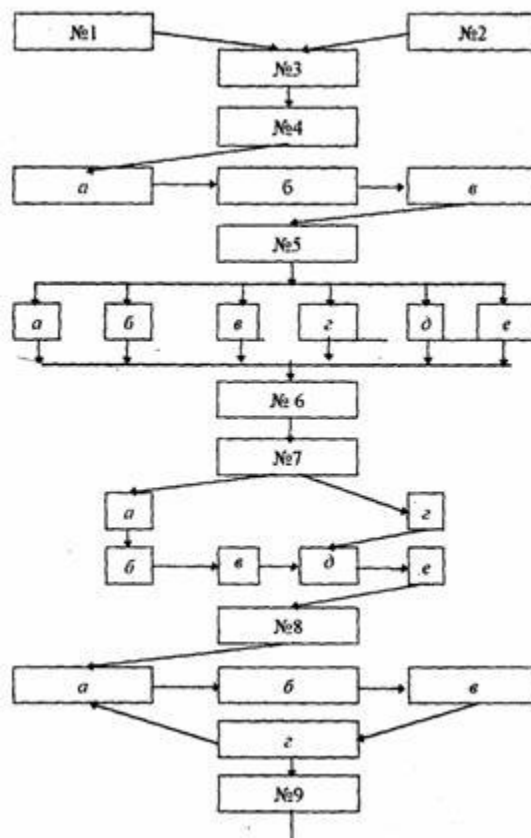 №1 №2
№3
№4
а б в
№5
а б в г д е
№ 6
№7
а г
б в д е
№8
а б в
г
№9